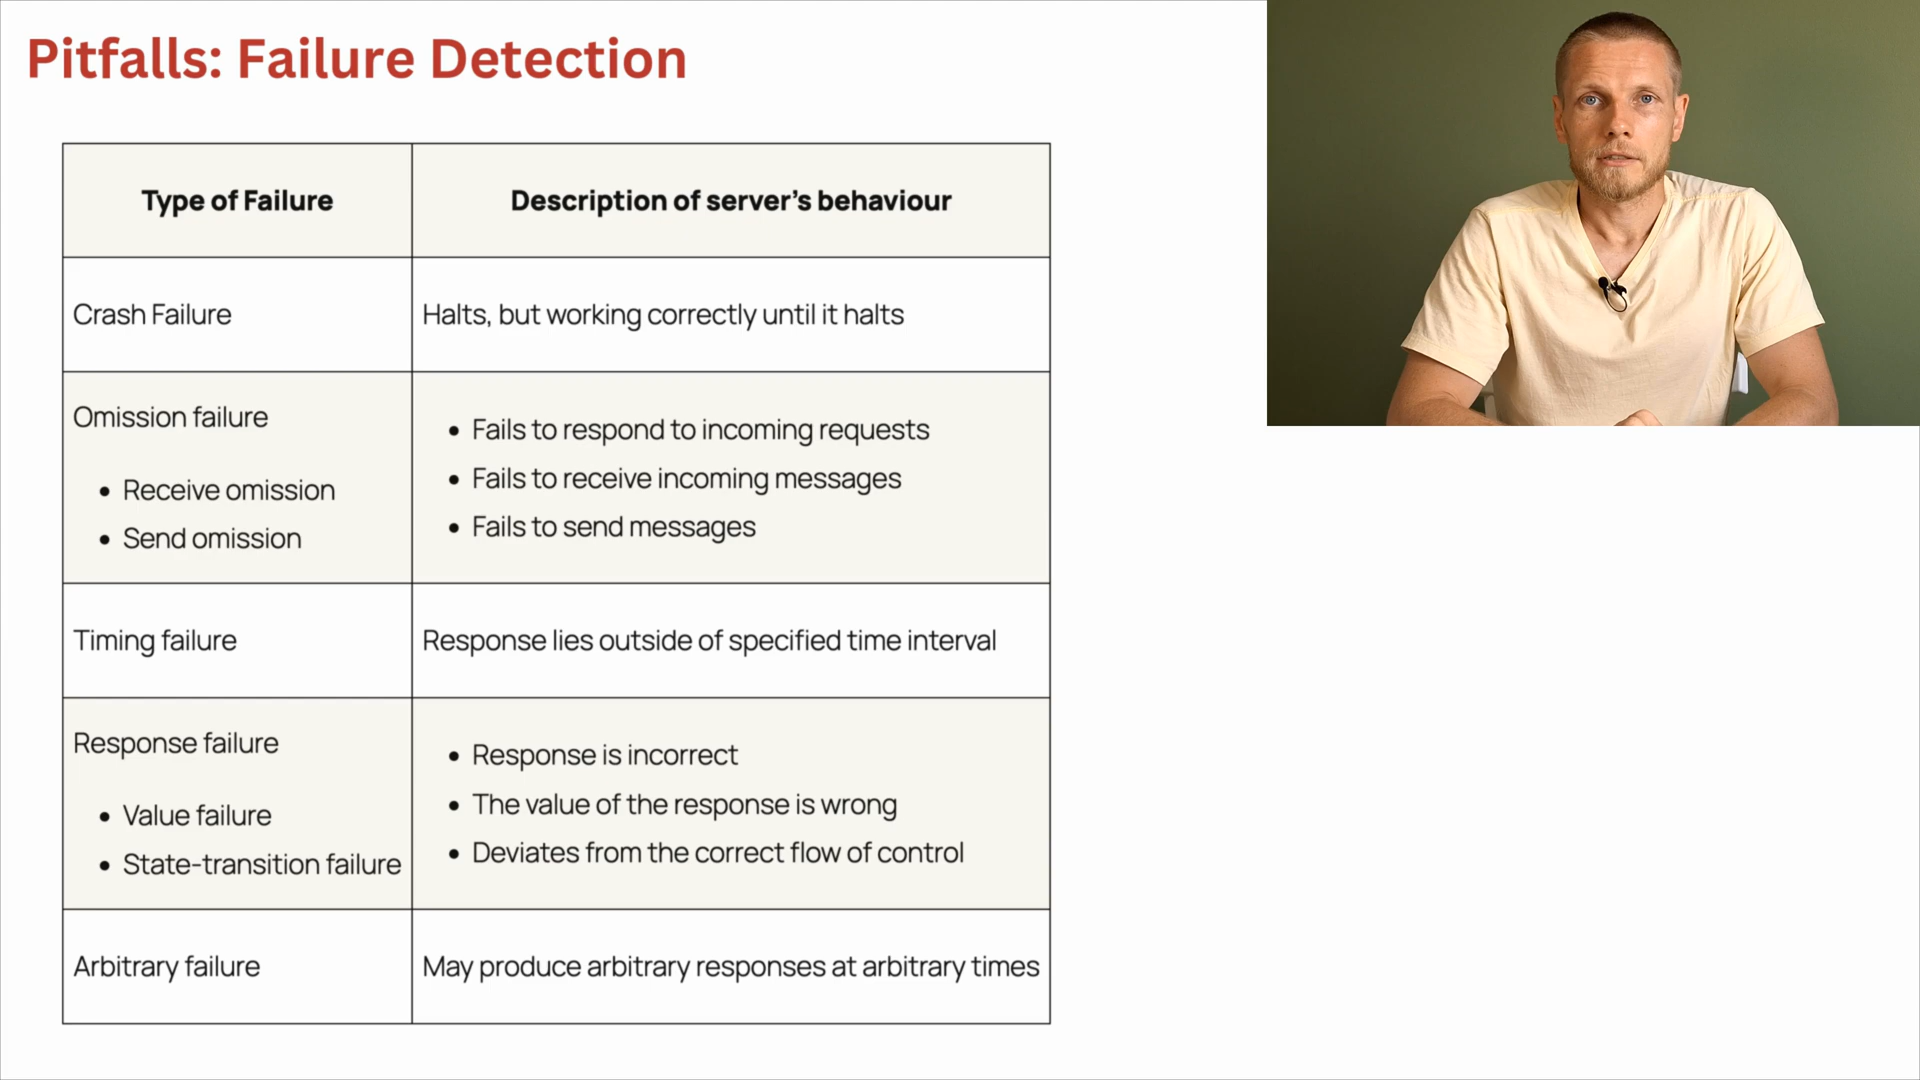 Pitfalls: Failure Detection
Type of Failure
Description of server's behaviour
Crash Failure
Halts, but working correctly until it halts
Omission failure
• Receive omission
• Send omission
• Fails to respond to incoming requests
• Fails to receive incoming messages
• Fails to send messages
Timing failure
Response lies outside of specified time interval
Response failure
• Value failure
• State-transition failure
• Response is incorrect
• The value of the response is wrong
• Deviates from the correct flow of control
Arbitrary failure
May produce arbitrary responses at arbitrary times